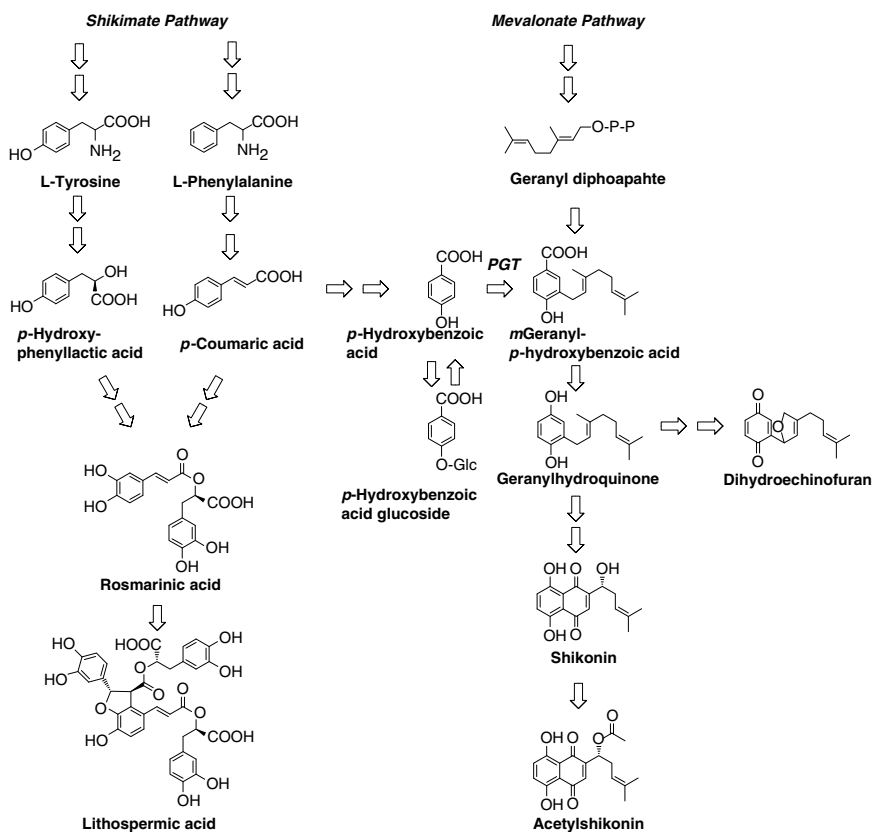 Shikimate Pathway
Mevalonate Pathway
COOH
NH2
HO
L-Tyrosine
COOH
NH2
L-Phenylalanine
O-P-P
Geranyl diphoapahte
OH
COOH
HO
p-Hydroxy-
phenyllactic acid
COOH
HO
p-Coumaric acid
COOH
OH
p-Hydroxybenzoic
acid
PGT
COOH
OH
mGeranyl-
p-hydroxybenzoic acid
COOH
O-Glc
p-Hydroxybenzoic
acid glucoside
OH
OH
Geranylhydroquinone
O
O
O
Dihydroechinofuran
HO
HO
O
O
COOH
OH
OH
Rosmarinic acid
OH O OH
OH O
Shikonin
HO
HO
HOOC
OH
OH
O
O
O
O
O
HO
COOH
OH
OH
Lithospermic acid
O
OH O O
OH O
Acetylshikonin